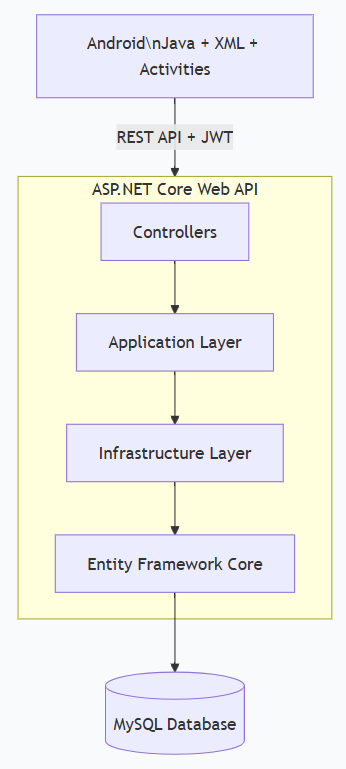 Android\nJava + XML +
Activities
REST API + JWT
ASP.NET Core Web API
Controllers
Application Layer
Infrastructure Layer
Entity Framework Core
MySQL Database